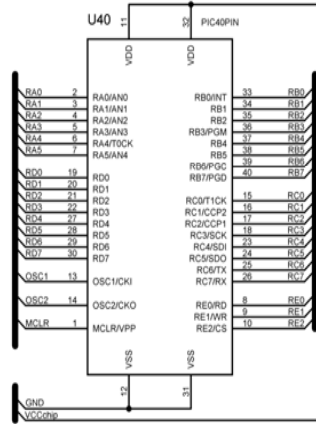 U40 11 32 PIC40PIN
VDD VDD
RA0 2 RA0/AN0 RB0/INT 33 RB0
RA1 3 RA1/AN1 RB1 34 RB1
RA2 4 RA2/AN2 RB2 35 RB2
RA3 5 RA3/AN3 RB3/PGM 36 RB3
RA4 6 RA4/T0CK RB4 37 RB4
RA5 7 RA5/AN4 RB5 38 RB5
RB6/PGC 39 RB6
RD0 19 RD0 RB7/PGD 40 RB7
RD1 20 RD1
RD2 21 RD2 RC0/T1CK 15 RC0
RD3 22 RD3 RC1/CCP2 16 RC1
RD4 27 RD4 RC2/CCP1 17 RC2
RD5 28 RD5 RC3/SCK 18 RC3
RD6 29 RD6 RC4/SDI 23 RC4
RD7 30 RD7 RC5/SDO 24 RC5
RC6/TX 25 RC6
OSC1 13 OSC1/CKI RC7/RX 26 RC7
OSC2 14 OSC2/CKO RE0/RD 8 RE0
RE1/WR 9 RE1
MCLR 1 MCLR/VPP RE2/CS 10 RE2
VSS VSS
12 31
GND
VCCchip